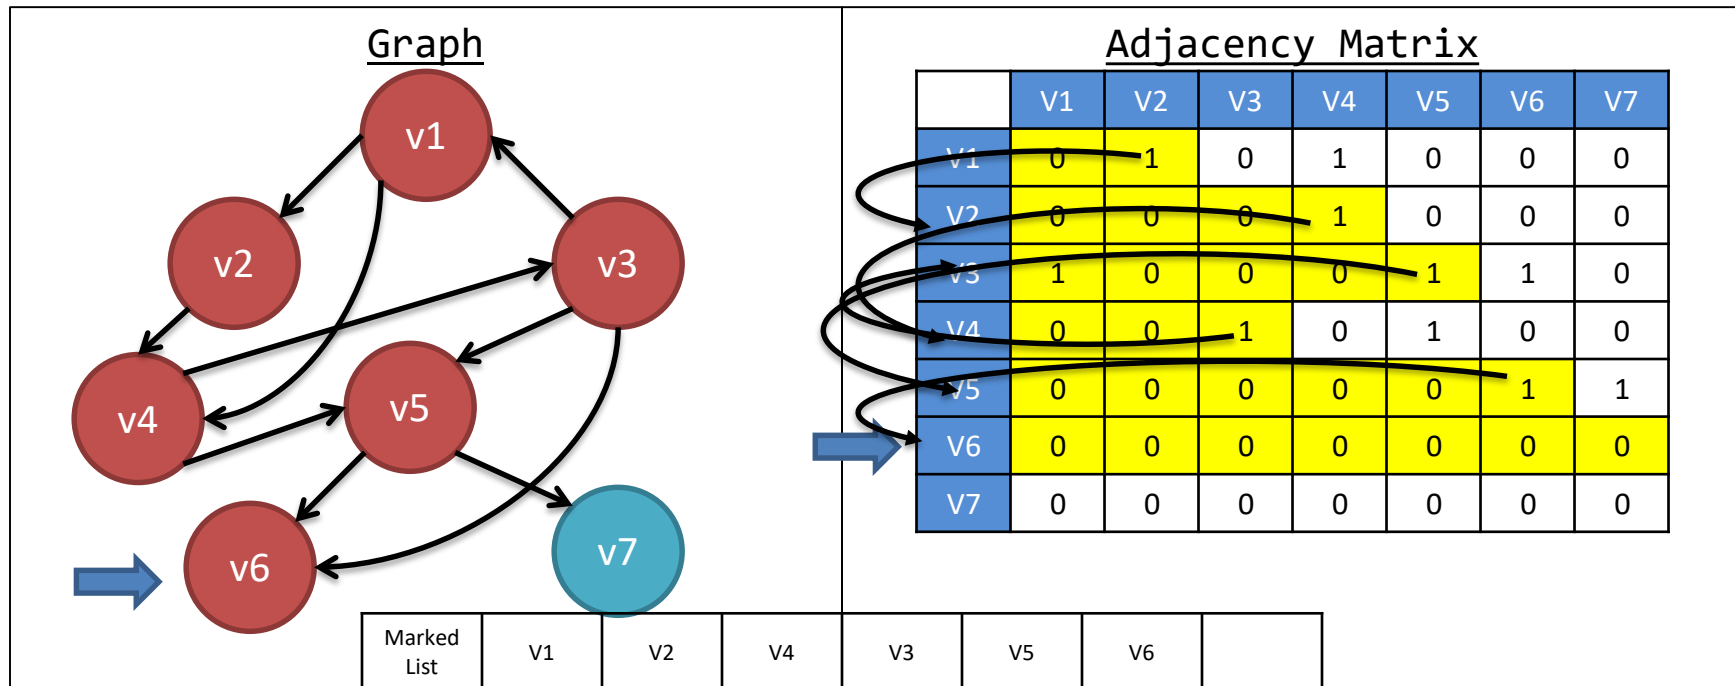 Graph
v1
v2
v3
v4
v5
v6
v7
Adjacency Matrix
V1 V2 V3 V4 V5 V6 V7
V1 0 1 0 1 0 0 0
V2 0 0 0 1 0 0 0
V3 1 0 0 0 1 1 0
V4 0 0 1 0 1 0 0
V5 0 0 0 0 0 1 1
V6 0 0 0 0 0 0 0
V7 0 0 0 0 0 0 0
Marked
List V1 V2 V4 V3 V5 V6